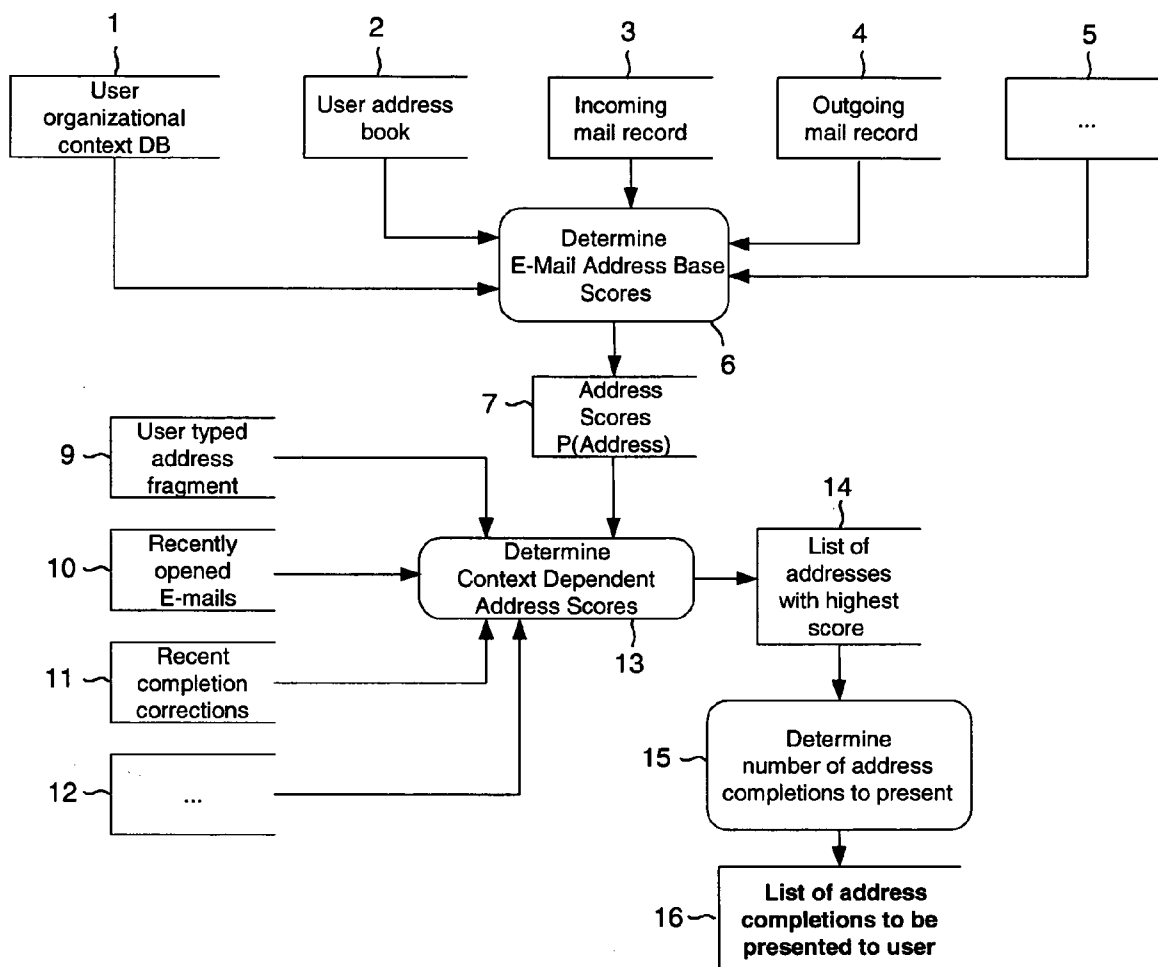 1
2
3
4
5
User
organizational
context DB
User address
book
Incoming
mail record
Outgoing
mail record
...
Determine
E-Mail Address Base
Scores
6
7
Address
Scores
P(Address)
9
User typed
address
fragment
10
Recently
opened
E-mails
11
Recent
completion
corrections
12
...
Determine
Context Dependent
Address Scores
13
14
List of
addresses
with highest
score
15
Determine
number of address
completions to present
16
List of address
completions to be
presented to user